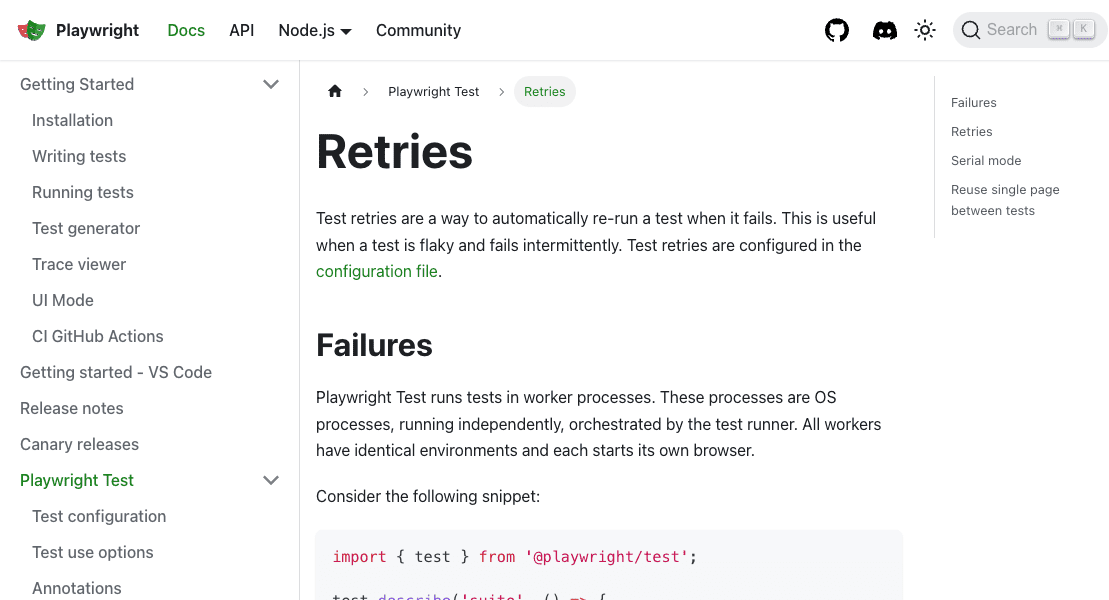 Playwright
Docs
API
Node.js
Community
Search
⌘ K
Getting Started
Installation
Writing tests
Running tests
Test generator
Trace viewer
UI Mode
CI GitHub Actions
Getting started - VS Code
Release notes
Canary releases
Playwright Test
Test configuration
Test use options
Annotations
Playwright Test
Retries
Retries
Test retries are a way to automatically re-run a test when it fails. This is useful
when a test is flaky and fails intermittently. Test retries are configured in the
configuration file.
Failures
Playwright Test runs tests in worker processes. These processes are OS
processes, running independently, orchestrated by the test runner. All workers
have identical environments and each starts its own browser.
Consider the following snippet:
import { test } from '@playwright/test';
test.describe('suite', () => {
Failures
Retries
Serial mode
Reuse single page
between tests